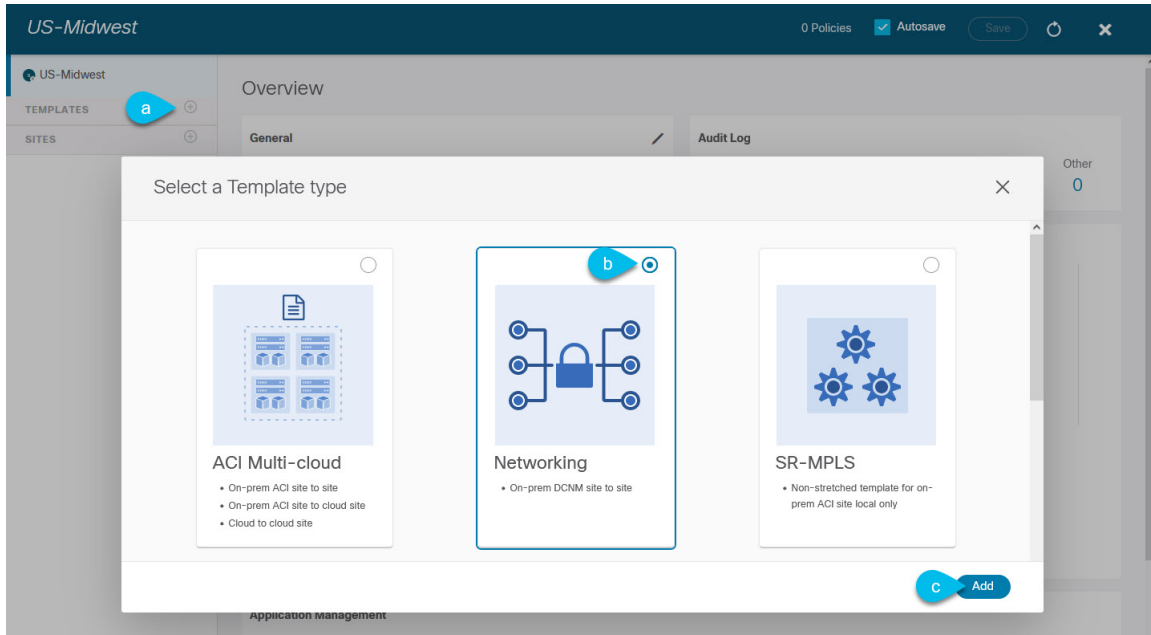 US-Midwest
0 Policies
Autosave
Save
US-Midwest
TEMPLATES
a
SITES
Overview
General
Audit Log
Other
0
Select a Template type
b
ACI Multi-cloud
• On-prem ACI site to site
• On-prem ACI site to cloud site
• Cloud to cloud site
Networking
• On-prem DCNM site to site
SR-MPLS
• Non-stretched template for on-
prem ACI site local only
c
Add
Application Management